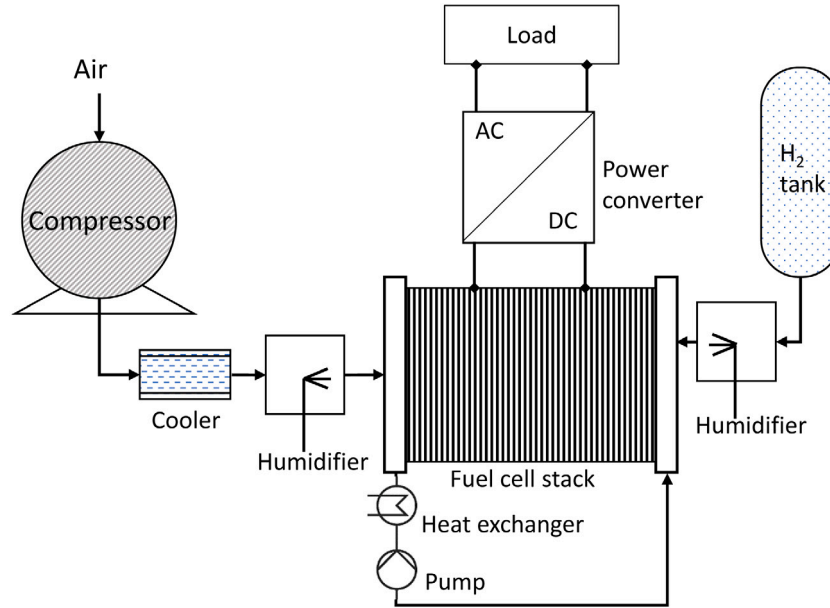 Load
Air
AC
H₂
tank
Power
converter
Compressor
DC
Cooler
Humidifier
Humidifier
Fuel cell stack
Heat exchanger
Pump